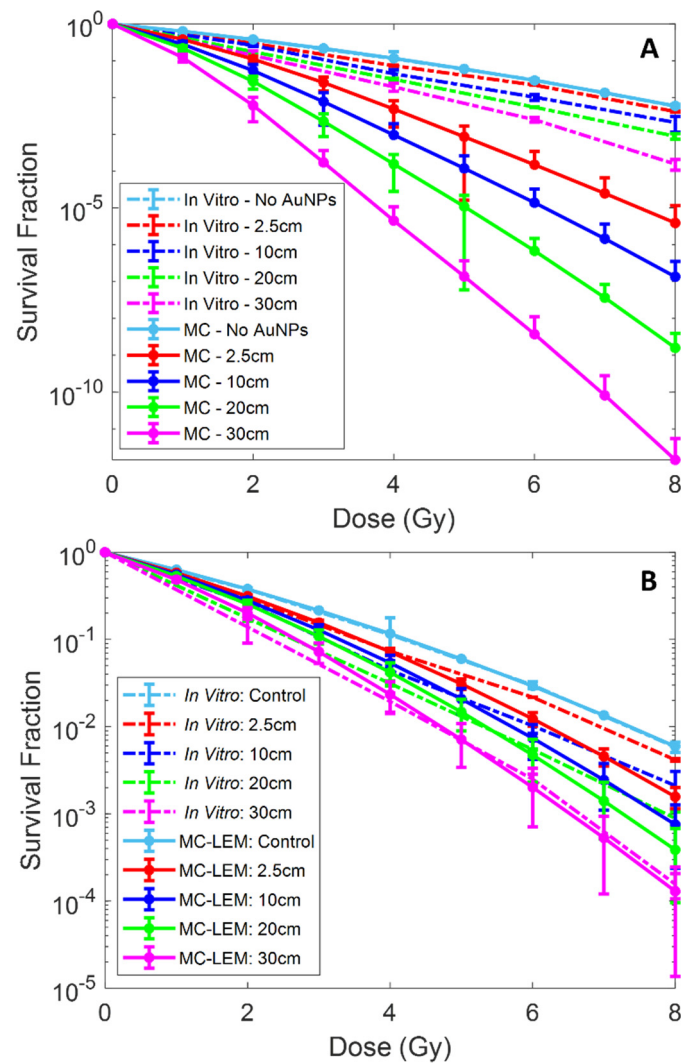 A
Survival Fraction
10^0
10^-5
10^-10
In Vitro - No AuNPs
In Vitro - 2.5cm
In Vitro - 10cm
In Vitro - 20cm
In Vitro - 30cm
MC - No AuNPs
MC - 2.5cm
MC - 10cm
MC - 20cm
MC - 30cm
0 2 4 6 8
Dose (Gy)
B
Survival Fraction
10^0
10^-1
10^-2
10^-3
10^-4
10^-5
In Vitro: Control
In Vitro: 2.5cm
In Vitro: 10cm
In Vitro: 20cm
In Vitro: 30cm
MC-LEM: Control
MC-LEM: 2.5cm
MC-LEM: 10cm
MC-LEM: 20cm
MC-LEM: 30cm
0 2 4 6 8
Dose (Gy)